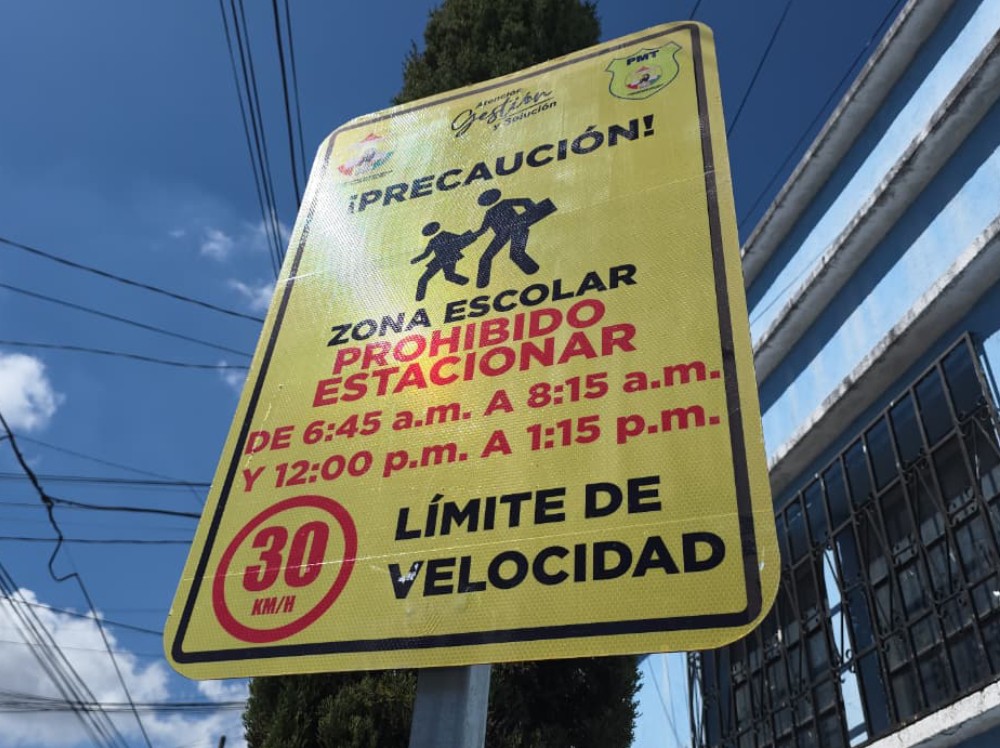 Atención
Gestión
y Solución
PMT
¡PRECAUCIÓN!
ZONA ESCOLAR
PROHIBIDO
ESTACIONAR
DE 6:45 a.m. A 8:15 a.m.
Y 12:00 p.m. A 1:15 p.m.
30
KM/H
LÍMITE DE
VELOCIDAD